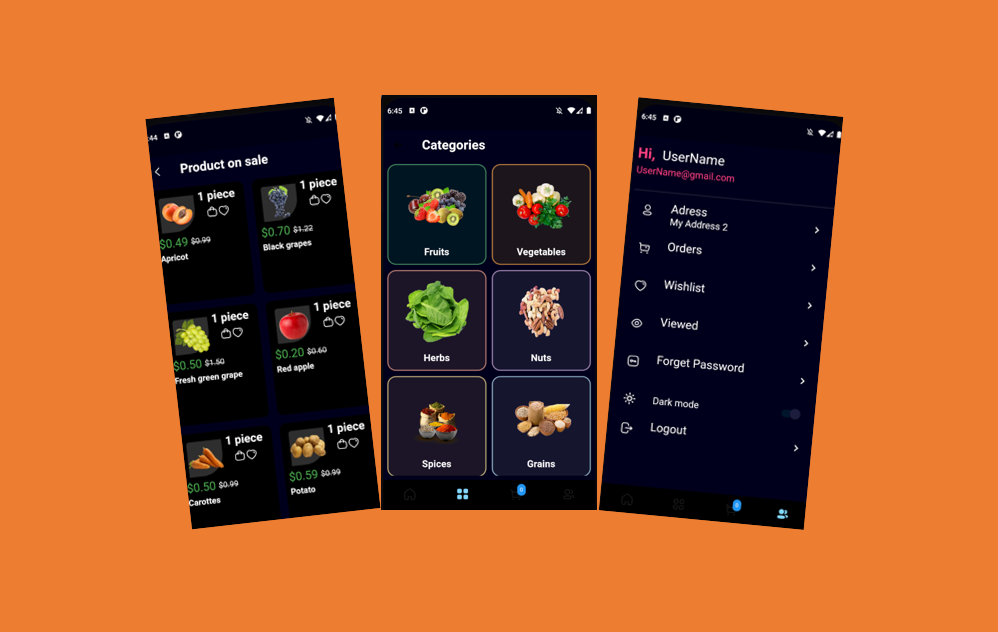 :44
Product on sale
1 piece
$0.49 $0.99
Apricot
1 piece
$0.70 $1.22
Black grapes
1 piece
$0.50 $1.50
Fresh green grape
1 piece
$0.20 $0.60
Red apple
1 piece
$0.50 $0.99
Carottes
1 piece
$0.59 $0.99
Potato
6:45
Categories
Fruits
Vegetables
Herbs
Nuts
Spices
Grains
0
6:45
Hi, UserName
UserName@gmail.com
Adress
My Address 2
Orders
Wishlist
Viewed
Forget Password
Dark mode
Logout
0